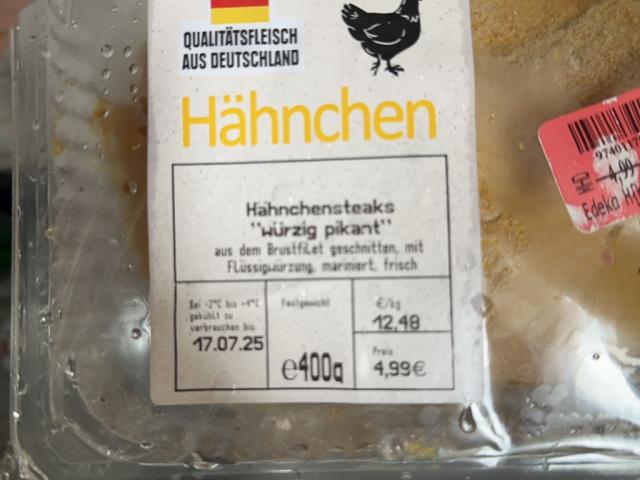 QUALITÄTSFLEISCH
AUS DEUTSCHLAND
Hähnchen
Hähnchensteaks
"würzig pikant"
aus dem Brustfilet geschnitten, mit
Flüssigwürzung, mariniert, frisch
Bei -2°C bis +4°C
gekühlt zu
verbrauchen bis
17.07.25
Festgewicht
e400g
€/kg
12,48
Preis
4,99€
4,99
Edeka